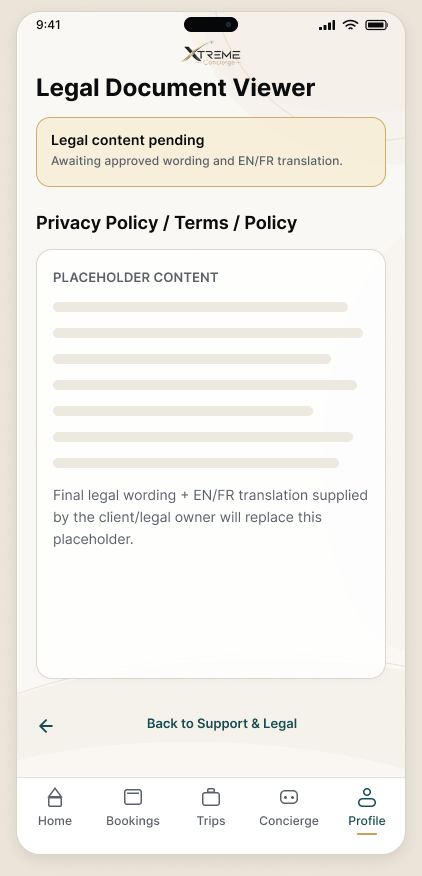 9:41
XTREME
Concierge
Legal Document Viewer
Legal content pending
Awaiting approved wording and EN/FR translation.
Privacy Policy / Terms / Policy
PLACEHOLDER CONTENT
Final legal wording + EN/FR translation supplied
by the client/legal owner will replace this
placeholder.
Back to Support & Legal
Home
Bookings
Trips
Concierge
Profile